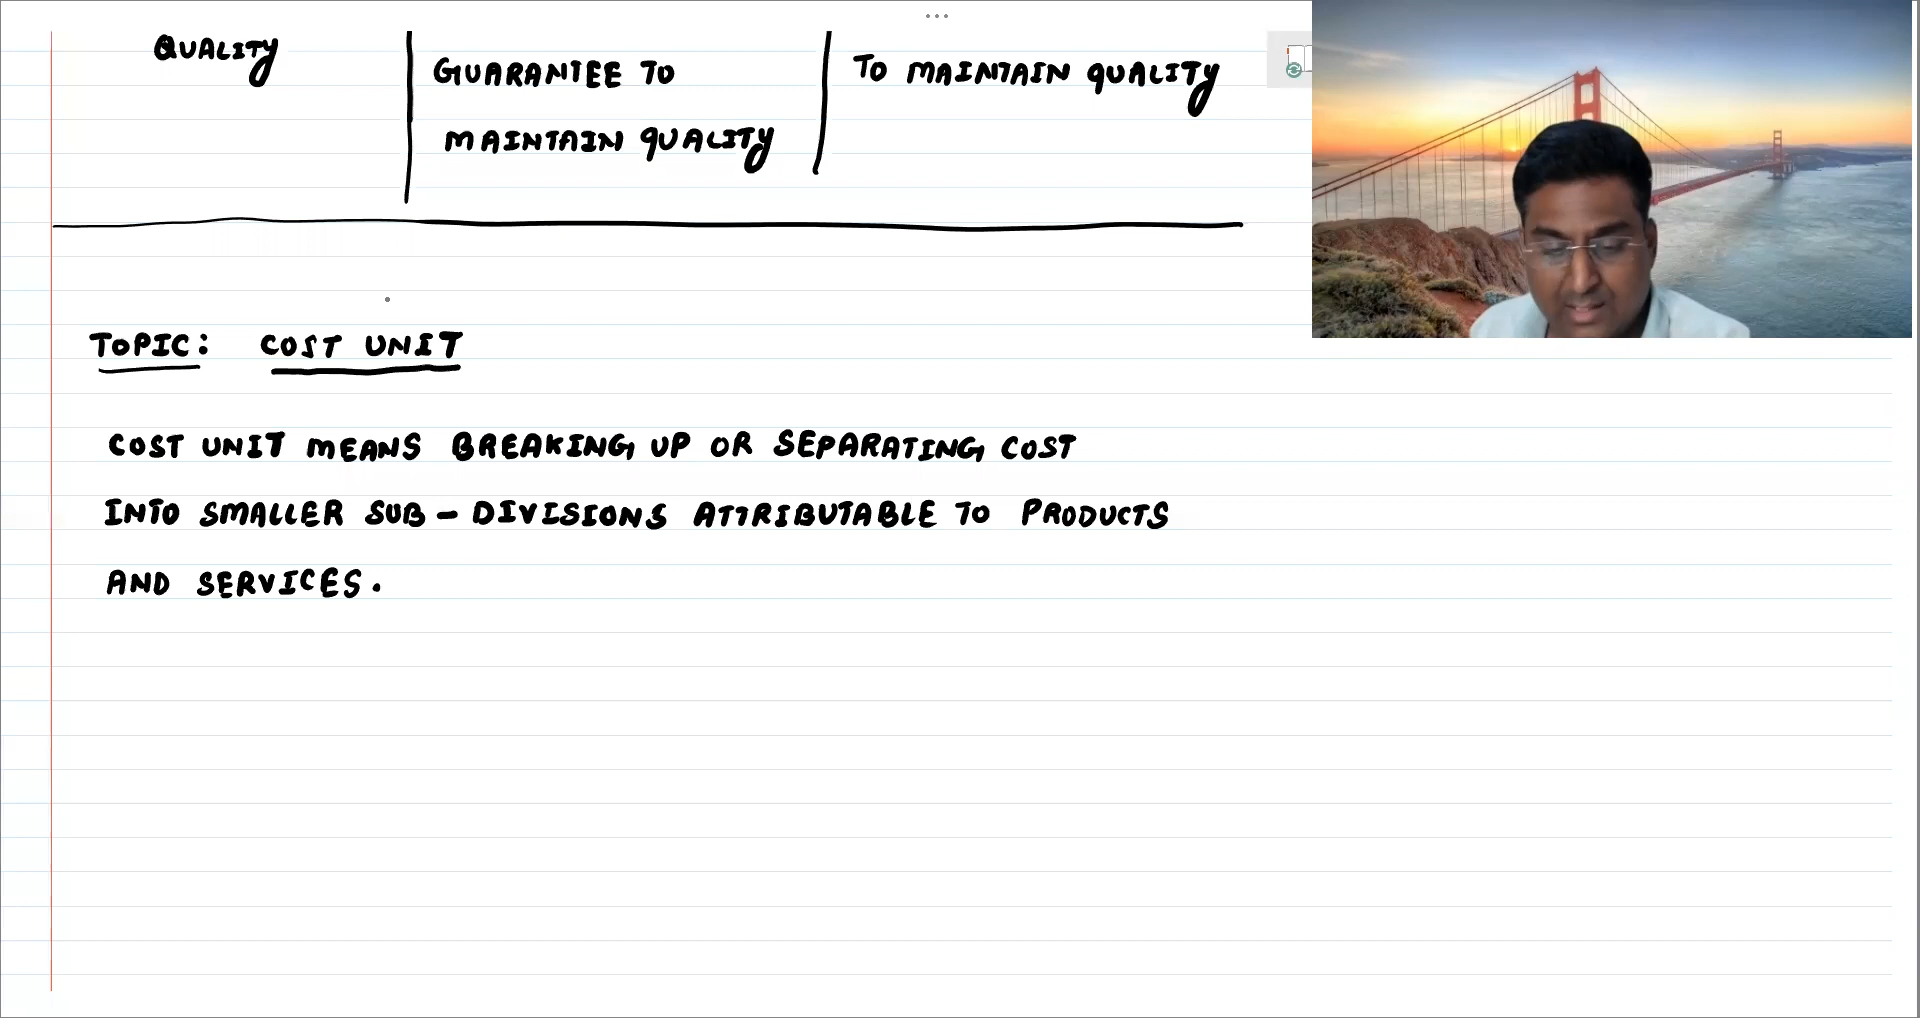 QUALITY
GUARANTEE TO
MAINTAIN QUALITY
TO MAINTAIN QUALITY
TOPIC: COST UNIT
COST UNIT MEANS BREAKING UP OR SEPARATING COST
INTO SMALLER SUB - DIVISIONS ATTRIBUTABLE TO PRODUCTS
AND SERVICES.